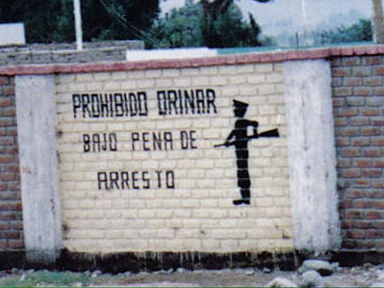 PROHIBIDO ORINAR
BAJO PENA DE
ARRESTO